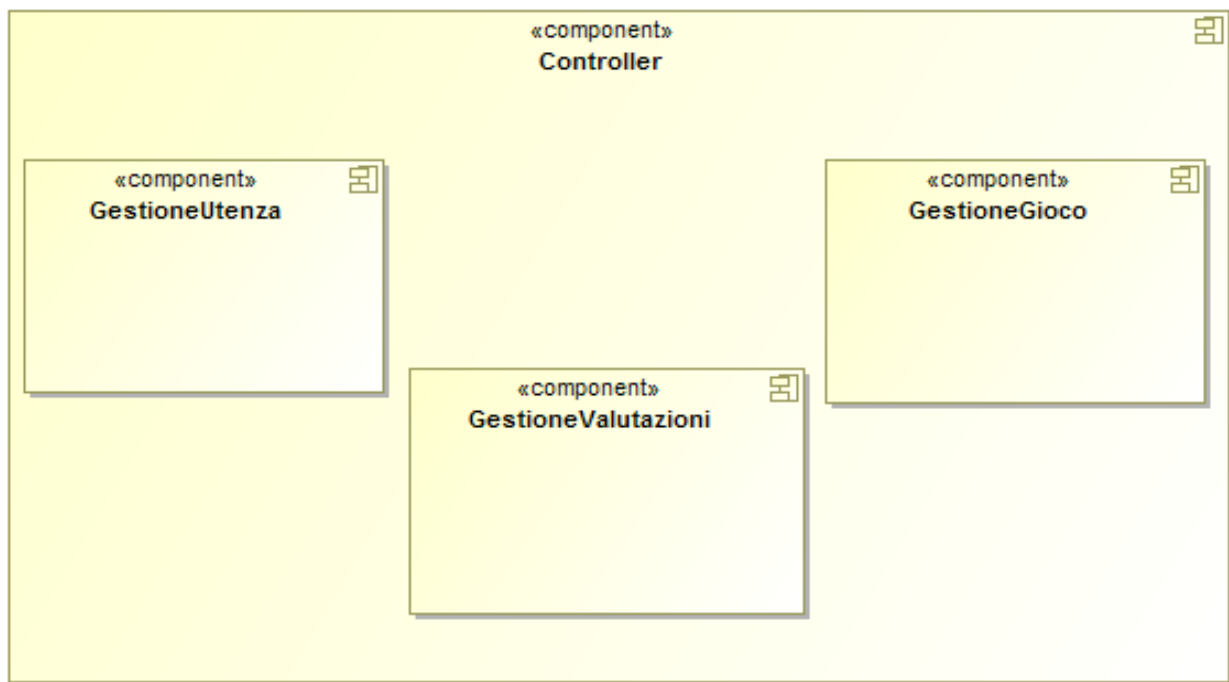 «component»
Controller
«component»
GestioneUtenza
«component»
GestioneGioco
«component»
GestioneValutazioni